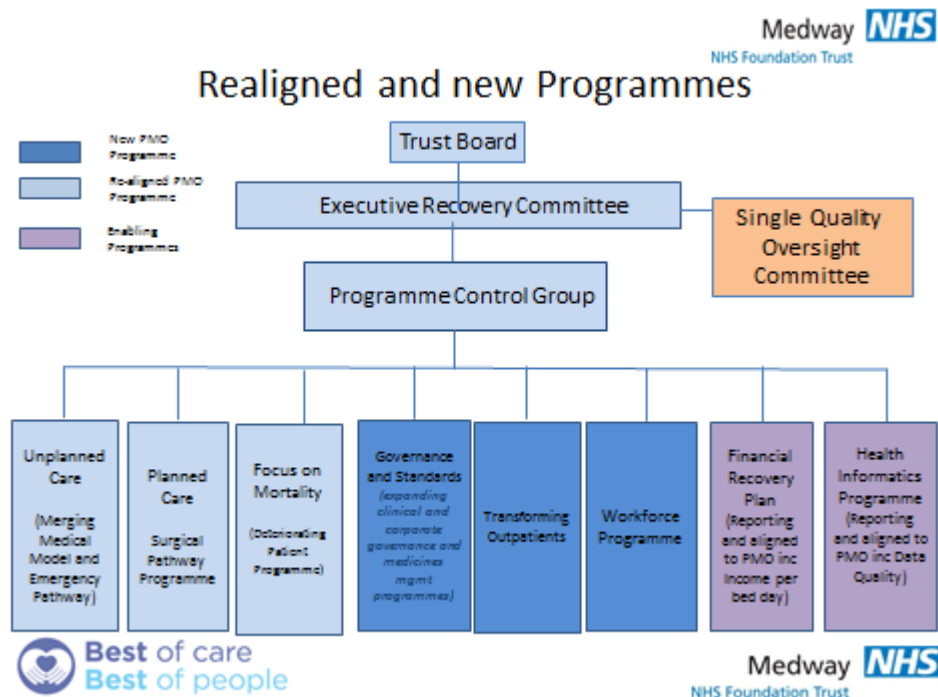 Medway NHS
NHS Foundation Trust
Realigned and new Programmes
New PMO
Programme
Re-aligned PMO
Programme
Enabling
Programmes
Trust Board
Executive Recovery Committee
Single Quality
Oversight
Committee
Programme Control Group
Unplanned
Care
(Merging
Medical
Model and
Emergency
Pathway)
Planned
Care
Surgical
Pathway
Programme
Focus on
Mortality
(Deteriorating
Patient
Programme)
Governance
and Standards
(expanding
clinical and
corporate
governance and
medicines
mgmt
programmes)
Transforming
Outpatients
Workforce
Programme
Financial
Recovery
Plan
(Reporting
and aligned
to PMO inc
Income per
bed day)
Health
Informatics
Programme
(Reporting
and aligned to
PMO inc Data
Quality)
Best of care
Best of people
Medway NHS
NHS Foundation Trust